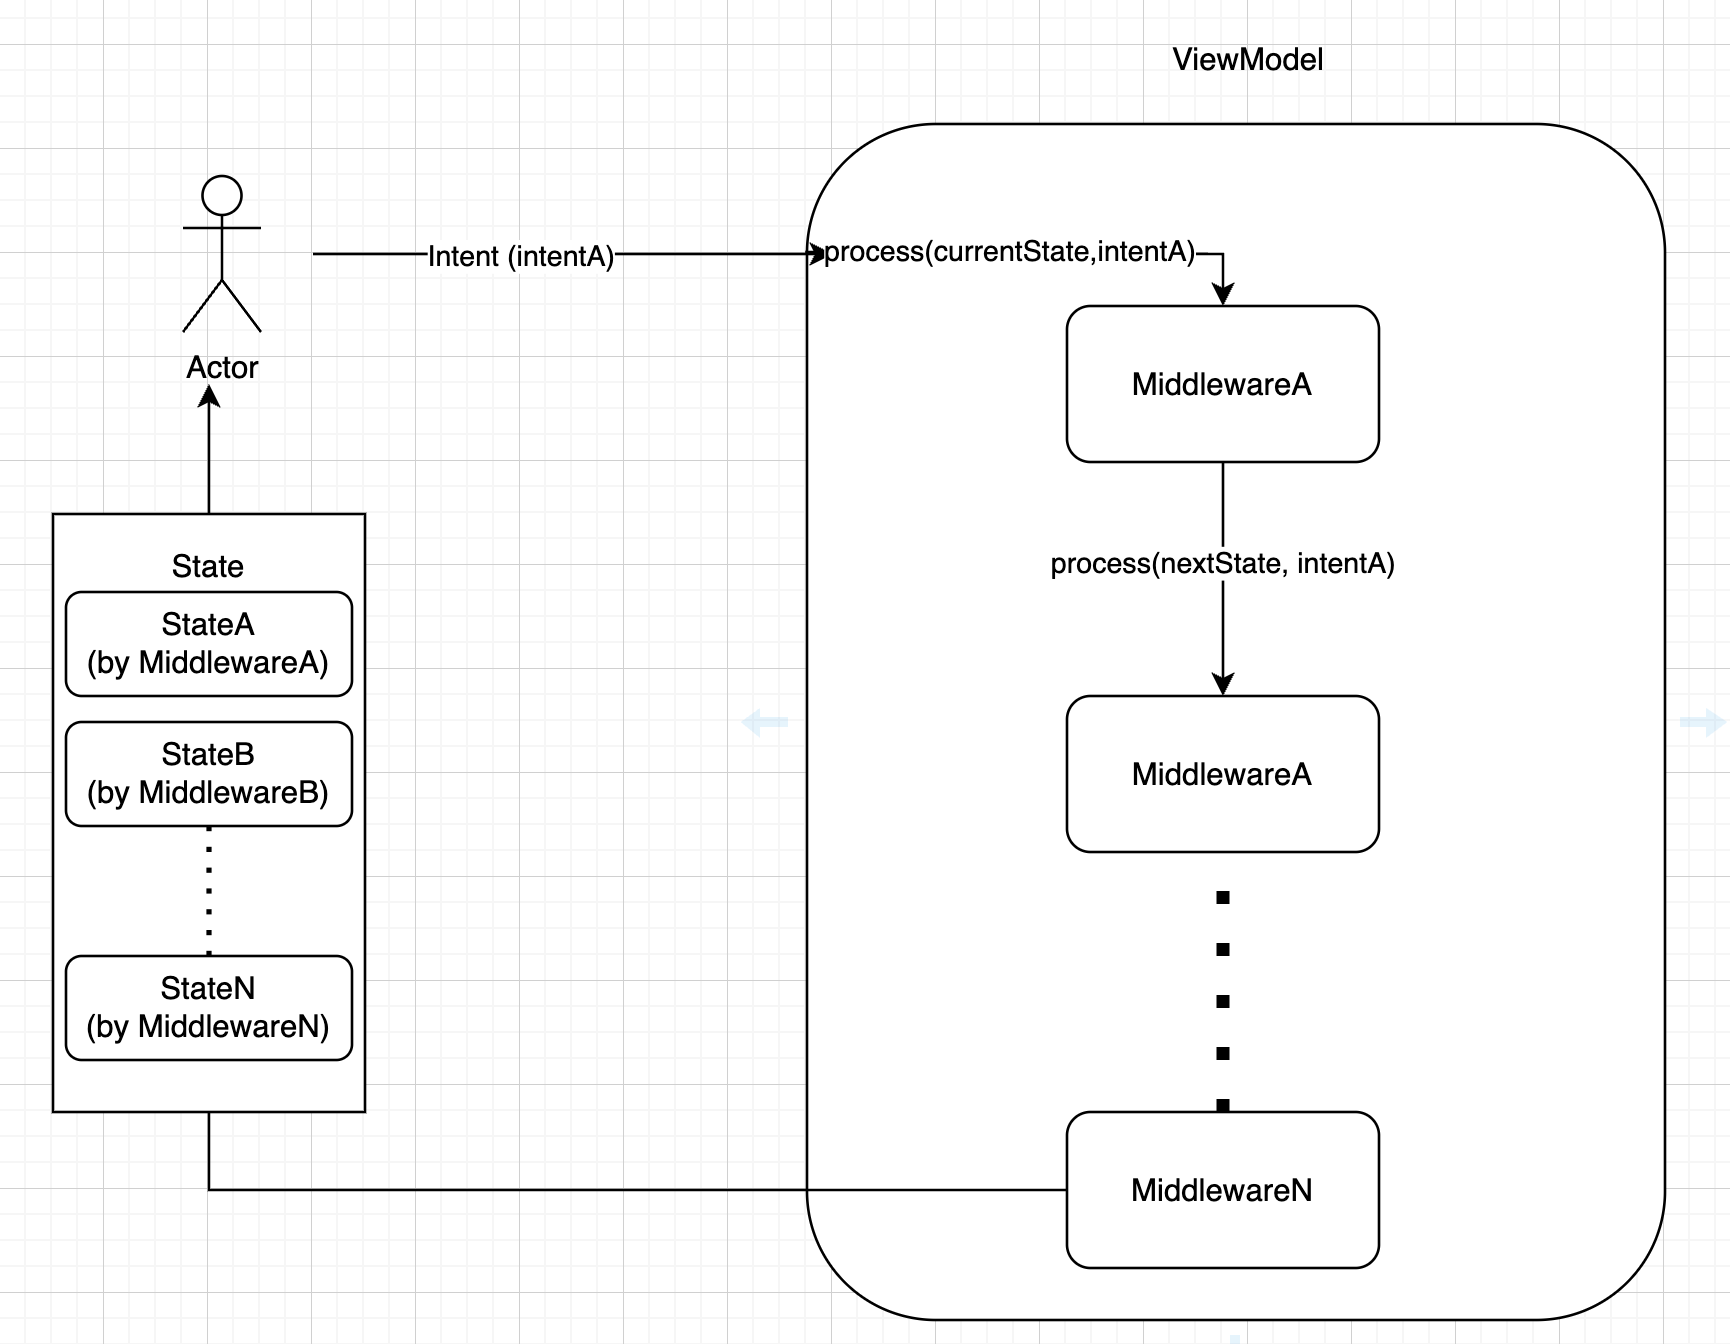 ViewModel
Intent (intentA)
process(currentState,intentA)
Actor
MiddlewareA
process(nextState, intentA)
State
StateA
(by MiddlewareA)
StateB
(by MiddlewareB)
MiddlewareA
StateN
(by MiddlewareN)
MiddlewareN